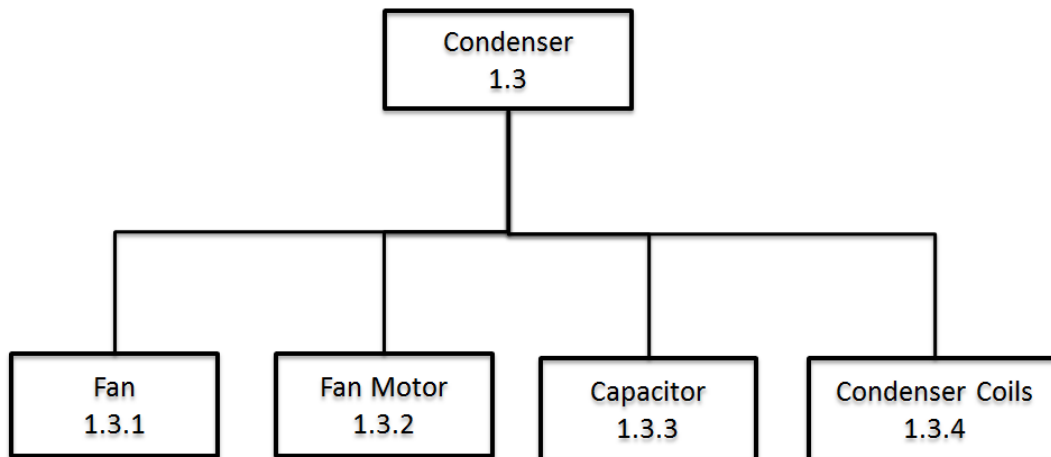 Condenser
1.3
Fan
1.3.1
Fan Motor
1.3.2
Capacitor
1.3.3
Condenser Coils
1.3.4